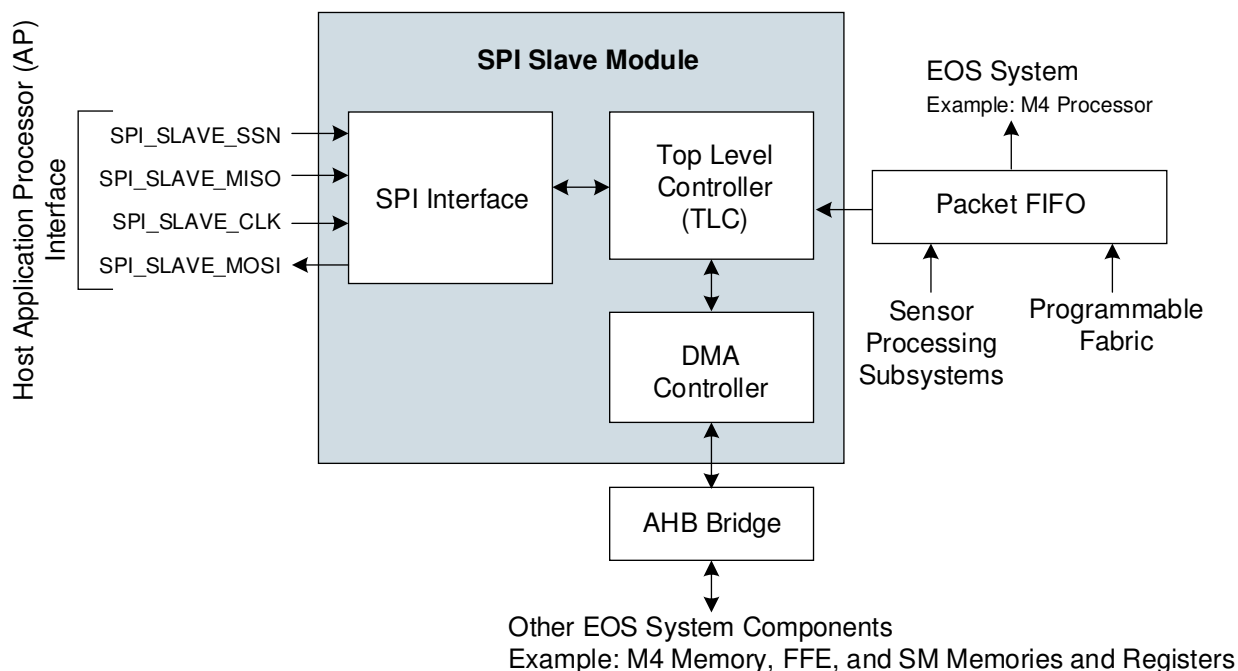 Host Application Processor (AP)
Interface
SPI_SLAVE_SSN
SPI_SLAVE_MISO
SPI_SLAVE_CLK
SPI_SLAVE_MOSI
SPI Slave Module
SPI Interface
Top Level
Controller
(TLC)
DMA
Controller
AHB Bridge
Other EOS System Components
Example: M4 Memory, FFE, and SM Memories and Registers
EOS System
Example: M4 Processor
Packet FIFO
Sensor
Processing
Subsystems
Programmable
Fabric